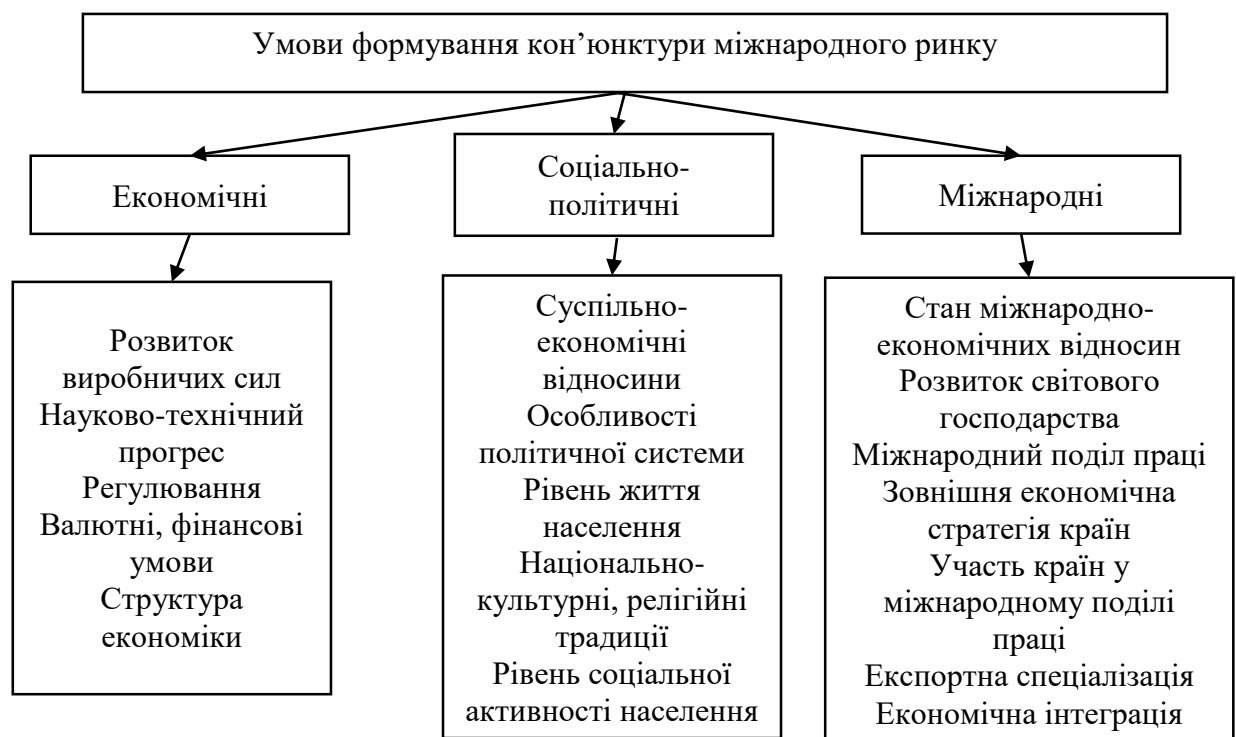 Умови формування кон’юнктури міжнародного ринку
Економічні
Соціально-
політичні
Міжнародні
Розвиток
виробничих сил
Науково-технічний
прогрес
Регулювання
Валютні, фінансові
умови
Структура
економіки
Суспільно-
економічні
відносини
Особливості
політичної системи
Рівень життя
населення
Національно-
культурні, релігійні
традиції
Рівень соціальної
активності населення
Стан міжнародно-
економічних відносин
Розвиток світового
господарства
Міжнародний поділ праці
Зовнішня економічна
стратегія країн
Участь країн у
міжнародному поділі
праці
Експортна спеціалізація
Економічна інтеграція